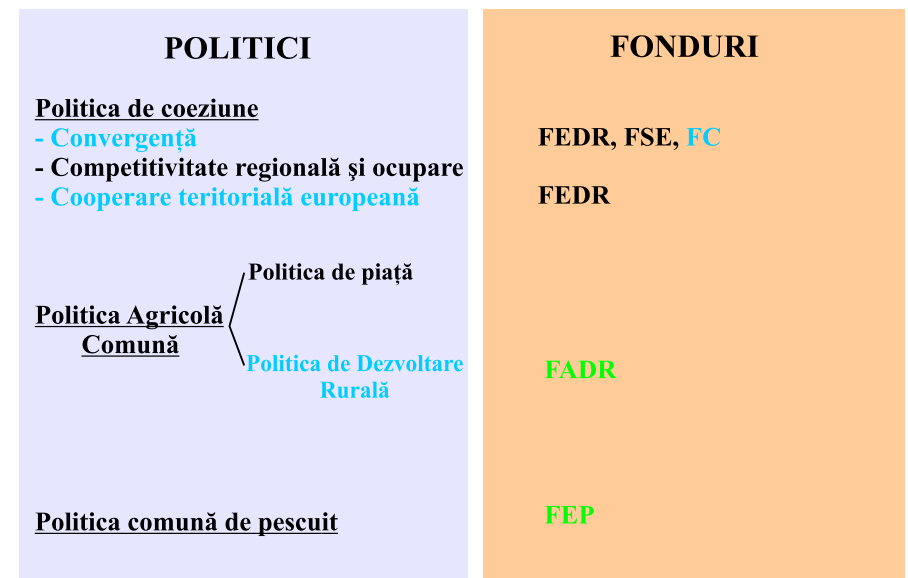 POLITICI
Politica de coeziune
- Convergență
- Competitivitate regională şi ocupare
- Cooperare teritorială europeană
Politica de piață
Politica Agricolă
Comună
Politica de Dezvoltare
Rurală
Politica comună de pescuit
FONDURI
FEDR, FSE, FC
FEDR
FADR
FEP